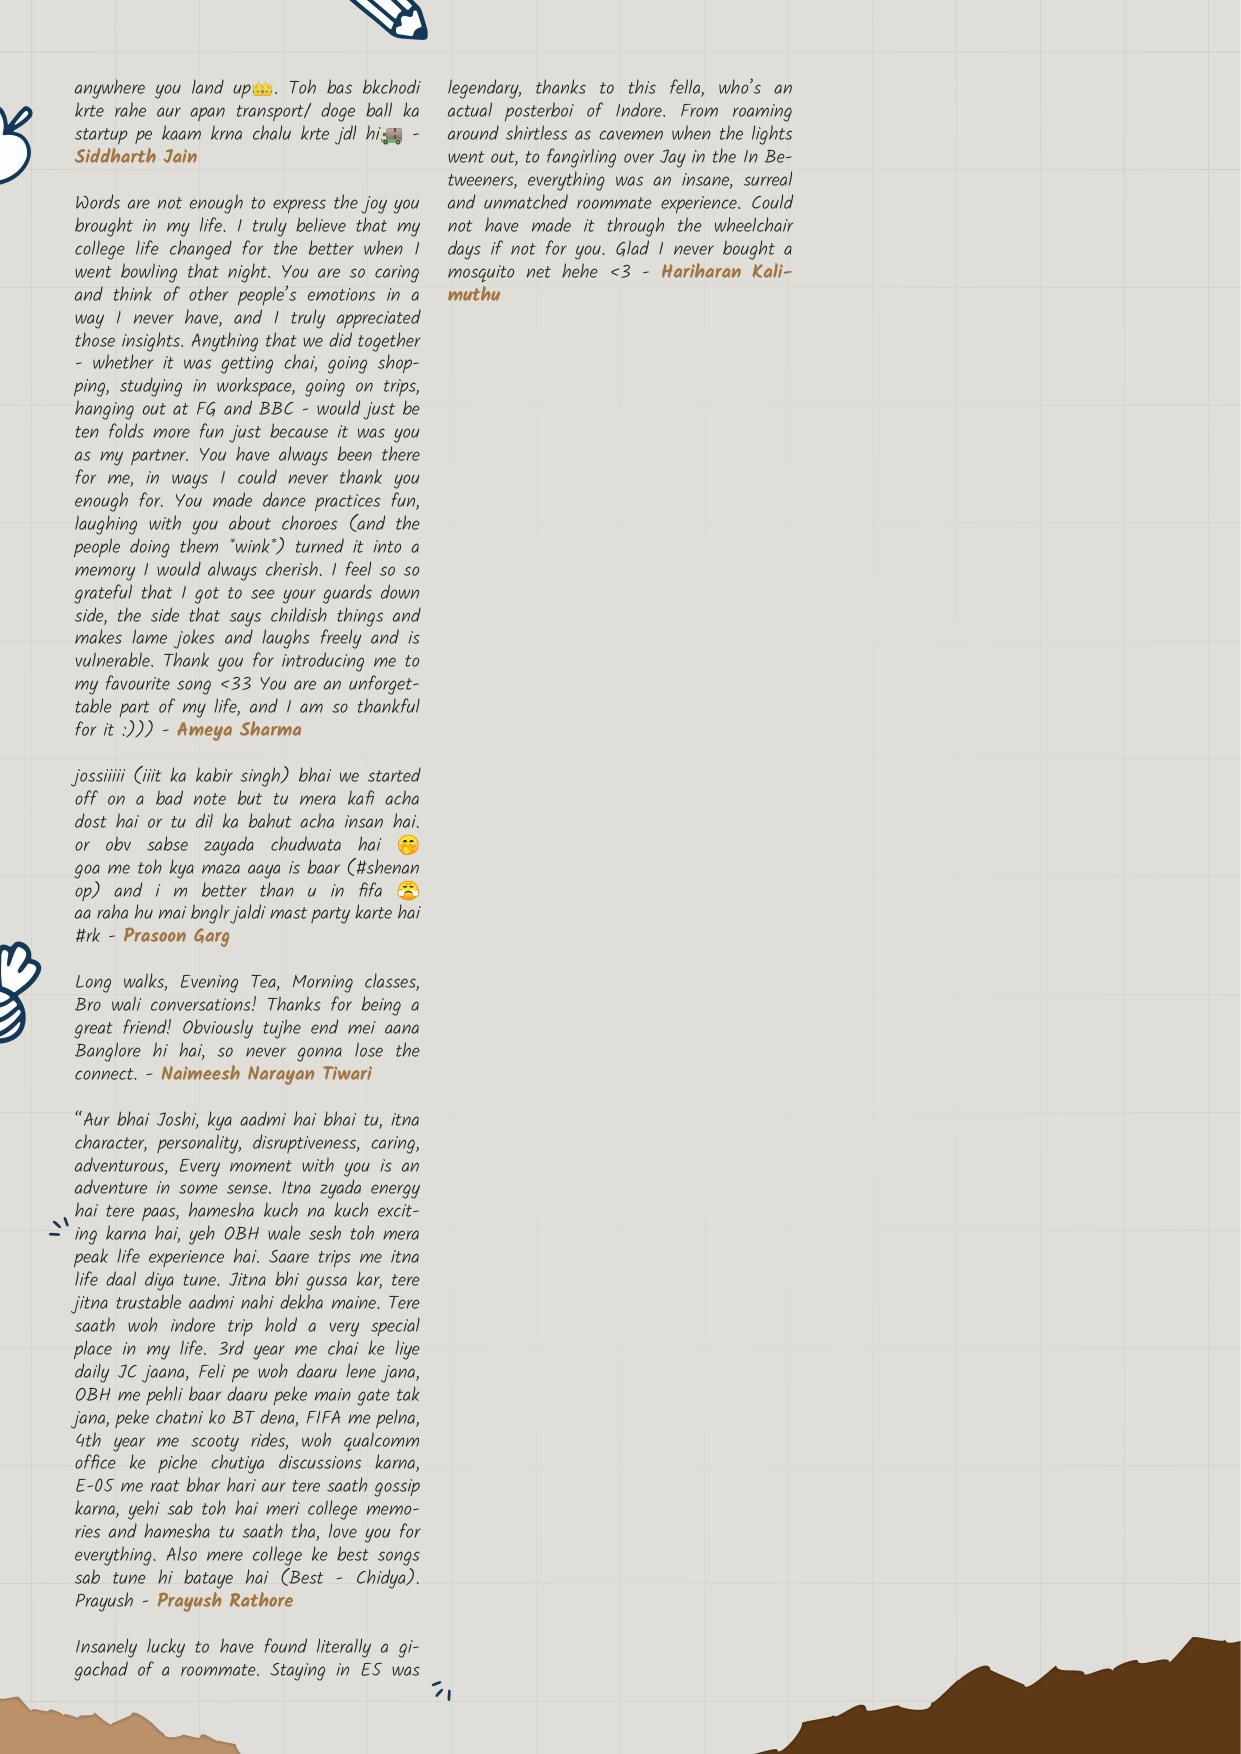 anywhere you land up👑. Toh bas bkchodi
krte rahe aur apan transport/ doge ball ka
startup pe kaam krna chalu krte jdl hi🚚 -
Siddharth Jain
Words are not enough to express the joy you
brought in my life. I truly believe that my
college life changed for the better when I
went bowling that night. You are so caring
and think of other people's emotions in a
way I never have, and I truly appreciated
those insights. Anything that we did together
- whether it was getting chai, going shop-
ping, studying in workspace, going on trips,
hanging out at FG and BBC - would just be
ten folds more fun just because it was you
as my partner. You have always been there
for me, in ways I could never thank you
enough for. You made dance practices fun,
laughing with you about choroes (and the
people doing them *wink*) turned it into a
memory I would always cherish. I feel so so
grateful that I got to see your guards down
side, the side that says childish things and
makes lame jokes and laughs freely and is
vulnerable. Thank you for introducing me to
my favourite song <33 You are an unforget-
table part of my life, and I am so thankful
for it :))) - Ameya Sharma
jossiiiii (iiit ka kabir singh) bhai we started
off on a bad note but tu mera kafi acha
dost hai or tu dil ka bahut acha insan hai.
or obv sabse zayada chudwata hai 🤭
goa me toh kya maza aaya is baar (#shenan
op) and i m better than u in fifa 😤
aa raha hu mai bnglr jaldi mast party karte hai
#rk - Prasoon Garg
Long walks, Evening Tea, Morning classes,
Bro wali conversations! Thanks for being a
great friend! Obviously tujhe end mei aana
Banglore hi hai, so never gonna lose the
connect. - Naimeesh Narayan Tiwari
“Aur bhai Joshi, kya aadmi hai bhai tu, itna
character, personality, disruptiveness, caring,
adventurous, Every moment with you is an
adventure in some sense. Itna zyada energy
hai tere paas, hamesha kuch na kuch excit-
ing karna hai, yeh OBH wale sesh toh mera
peak life experience hai. Saare trips me itna
life daal diya tune. Jitna bhi gussa kar, tere
jitna trustable aadmi nahi dekha maine. Tere
saath woh indore trip hold a very special
place in my life. 3rd year me chai ke liye
daily JC jaana, Feli pe woh daaru lene jana,
OBH me pehli baar daaru peke main gate tak
jana, peke chatni ko BT dena, FIFA me pelna,
4th year me scooty rides, woh qualcomm
office ke piche chutiya discussions karna,
E-05 me raat bhar hari aur tere saath gossip
karna, yehi sab toh hai meri college memo-
ries and hamesha tu saath tha, love you for
everything. Also mere college ke best songs
sab tune hi bataye hai (Best - Chidya).
Prayush - Prayush Rathore
Insanely lucky to have found literally a gi-
gachad of a roommate. Staying in E5 was
legendary, thanks to this fella, who's an
actual posterboi of Indore. From roaming
around shirtless as cavemen when the lights
went out, to fangirling over Jay in the In Be-
tweeners, everything was an insane, surreal
and unmatched roommate experience. Could
not have made it through the wheelchair
days if not for you. Glad I never bought a
mosquito net hehe <3 - Hariharan Kali-
muthu